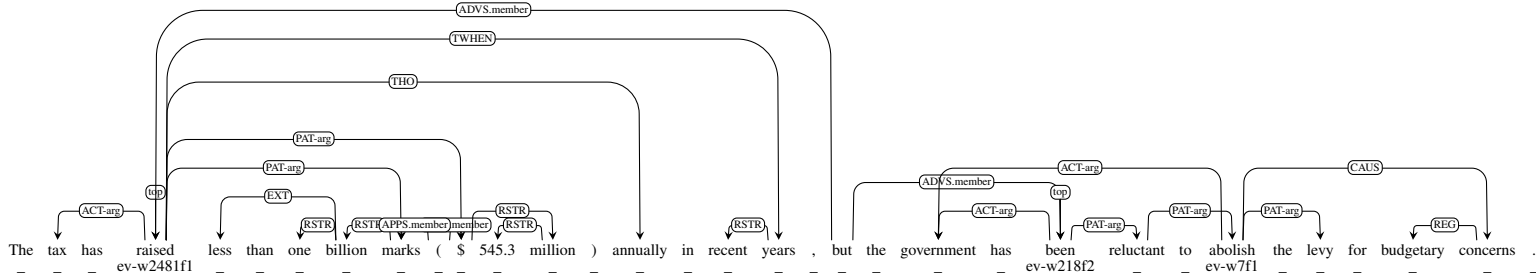 ADVS.member
TWHEN
THO
PAT-arg
PAT-arg ACT-arg CAUS
top EXT ADVS.member top
ACT-arg RSTR ACT-arg PAT-arg PAT-arg
RSTR RSTR APPS.member member RSTR RSTR PAT-arg REG
The tax has raised less than one billion marks ( $ 545.3 million ) annually in recent years , but the government has been reluctant to abolish the levy for budgetary concerns .
ev-w2481f1 ev-w218f2 ev-w7f1
_ _ _ _ _ _ _ _ _ _ _ _ _ _ _ _ _ _ _ _ _ _ _ _ _ _ _ _ _ _ _ _ _